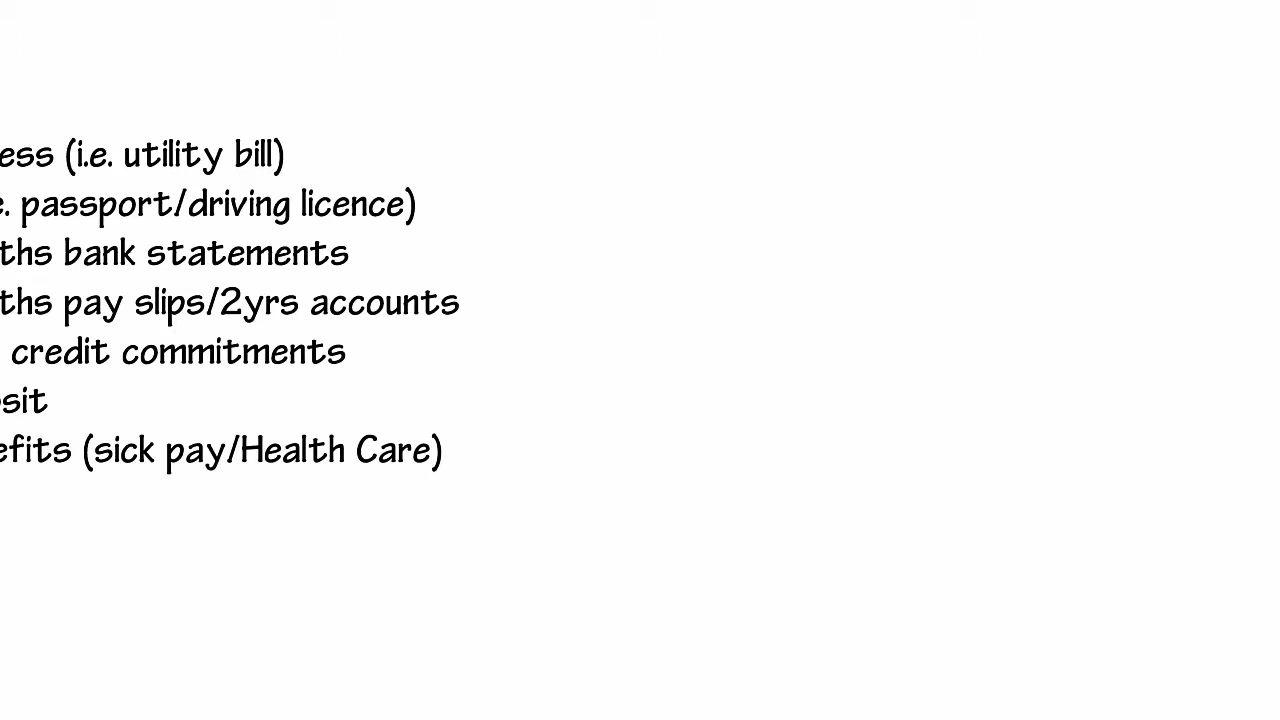 ess (i.e. utility bill)
e. passport/driving licence)
ths bank statements
ths pay slips/2yrs accounts
credit commitments
sit
efits (sick pay/Health Care)